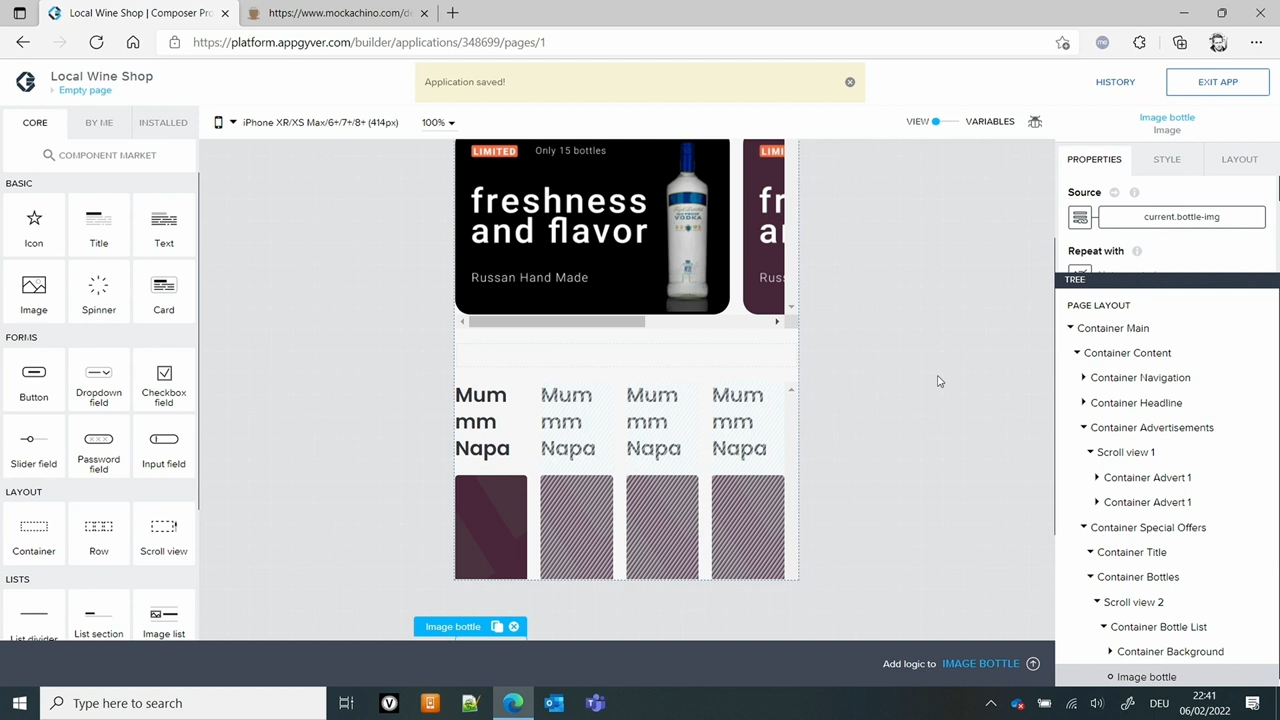 Local Wine Shop | Composer Pro
https://www.mockachino.com/de
https://platform.appgyver.com/builder/applications/348699/pages/1
Local Wine Shop
Empty page
Application saved!
HISTORY
EXIT APP
CORE
BY ME
INSTALLED
iPhone XR/XS Max/6+/7+/8+ (414px)
100%
VIEW
VARIABLES
Image bottle
Image
COMPONENT MARKET
PROPERTIES
STYLE
LAYOUT
BASIC
Icon
Title
Text
Image
Spinner
Card
FORMS
Button
Dropdown
field
Checkbox
field
Slider field
Password
field
Input field
LAYOUT
Container
Row
Scroll view
LISTS
List divider
List section
Image list
LIMITED
Only 15 bottles
freshness
and flavor
VODKA
Russan Hand Made
LIMI
fr
a
Russ
Mum
mm
Napa
Mum
mm
Napa
Mum
mm
Napa
Mum
mm
Napa
Image bottle
Source
current.bottle-img
Repeat with
TREE
PAGE LAYOUT
Container Main
Container Content
Container Navigation
Container Headline
Container Advertisements
Scroll view 1
Container Advert 1
Container Advert 1
Container Special Offers
Container Title
Container Bottles
Scroll view 2
Container Bottle List
Container Background
Image bottle
Add logic to IMAGE BOTTLE
Type here to search
DEU
22:41
06/02/2022